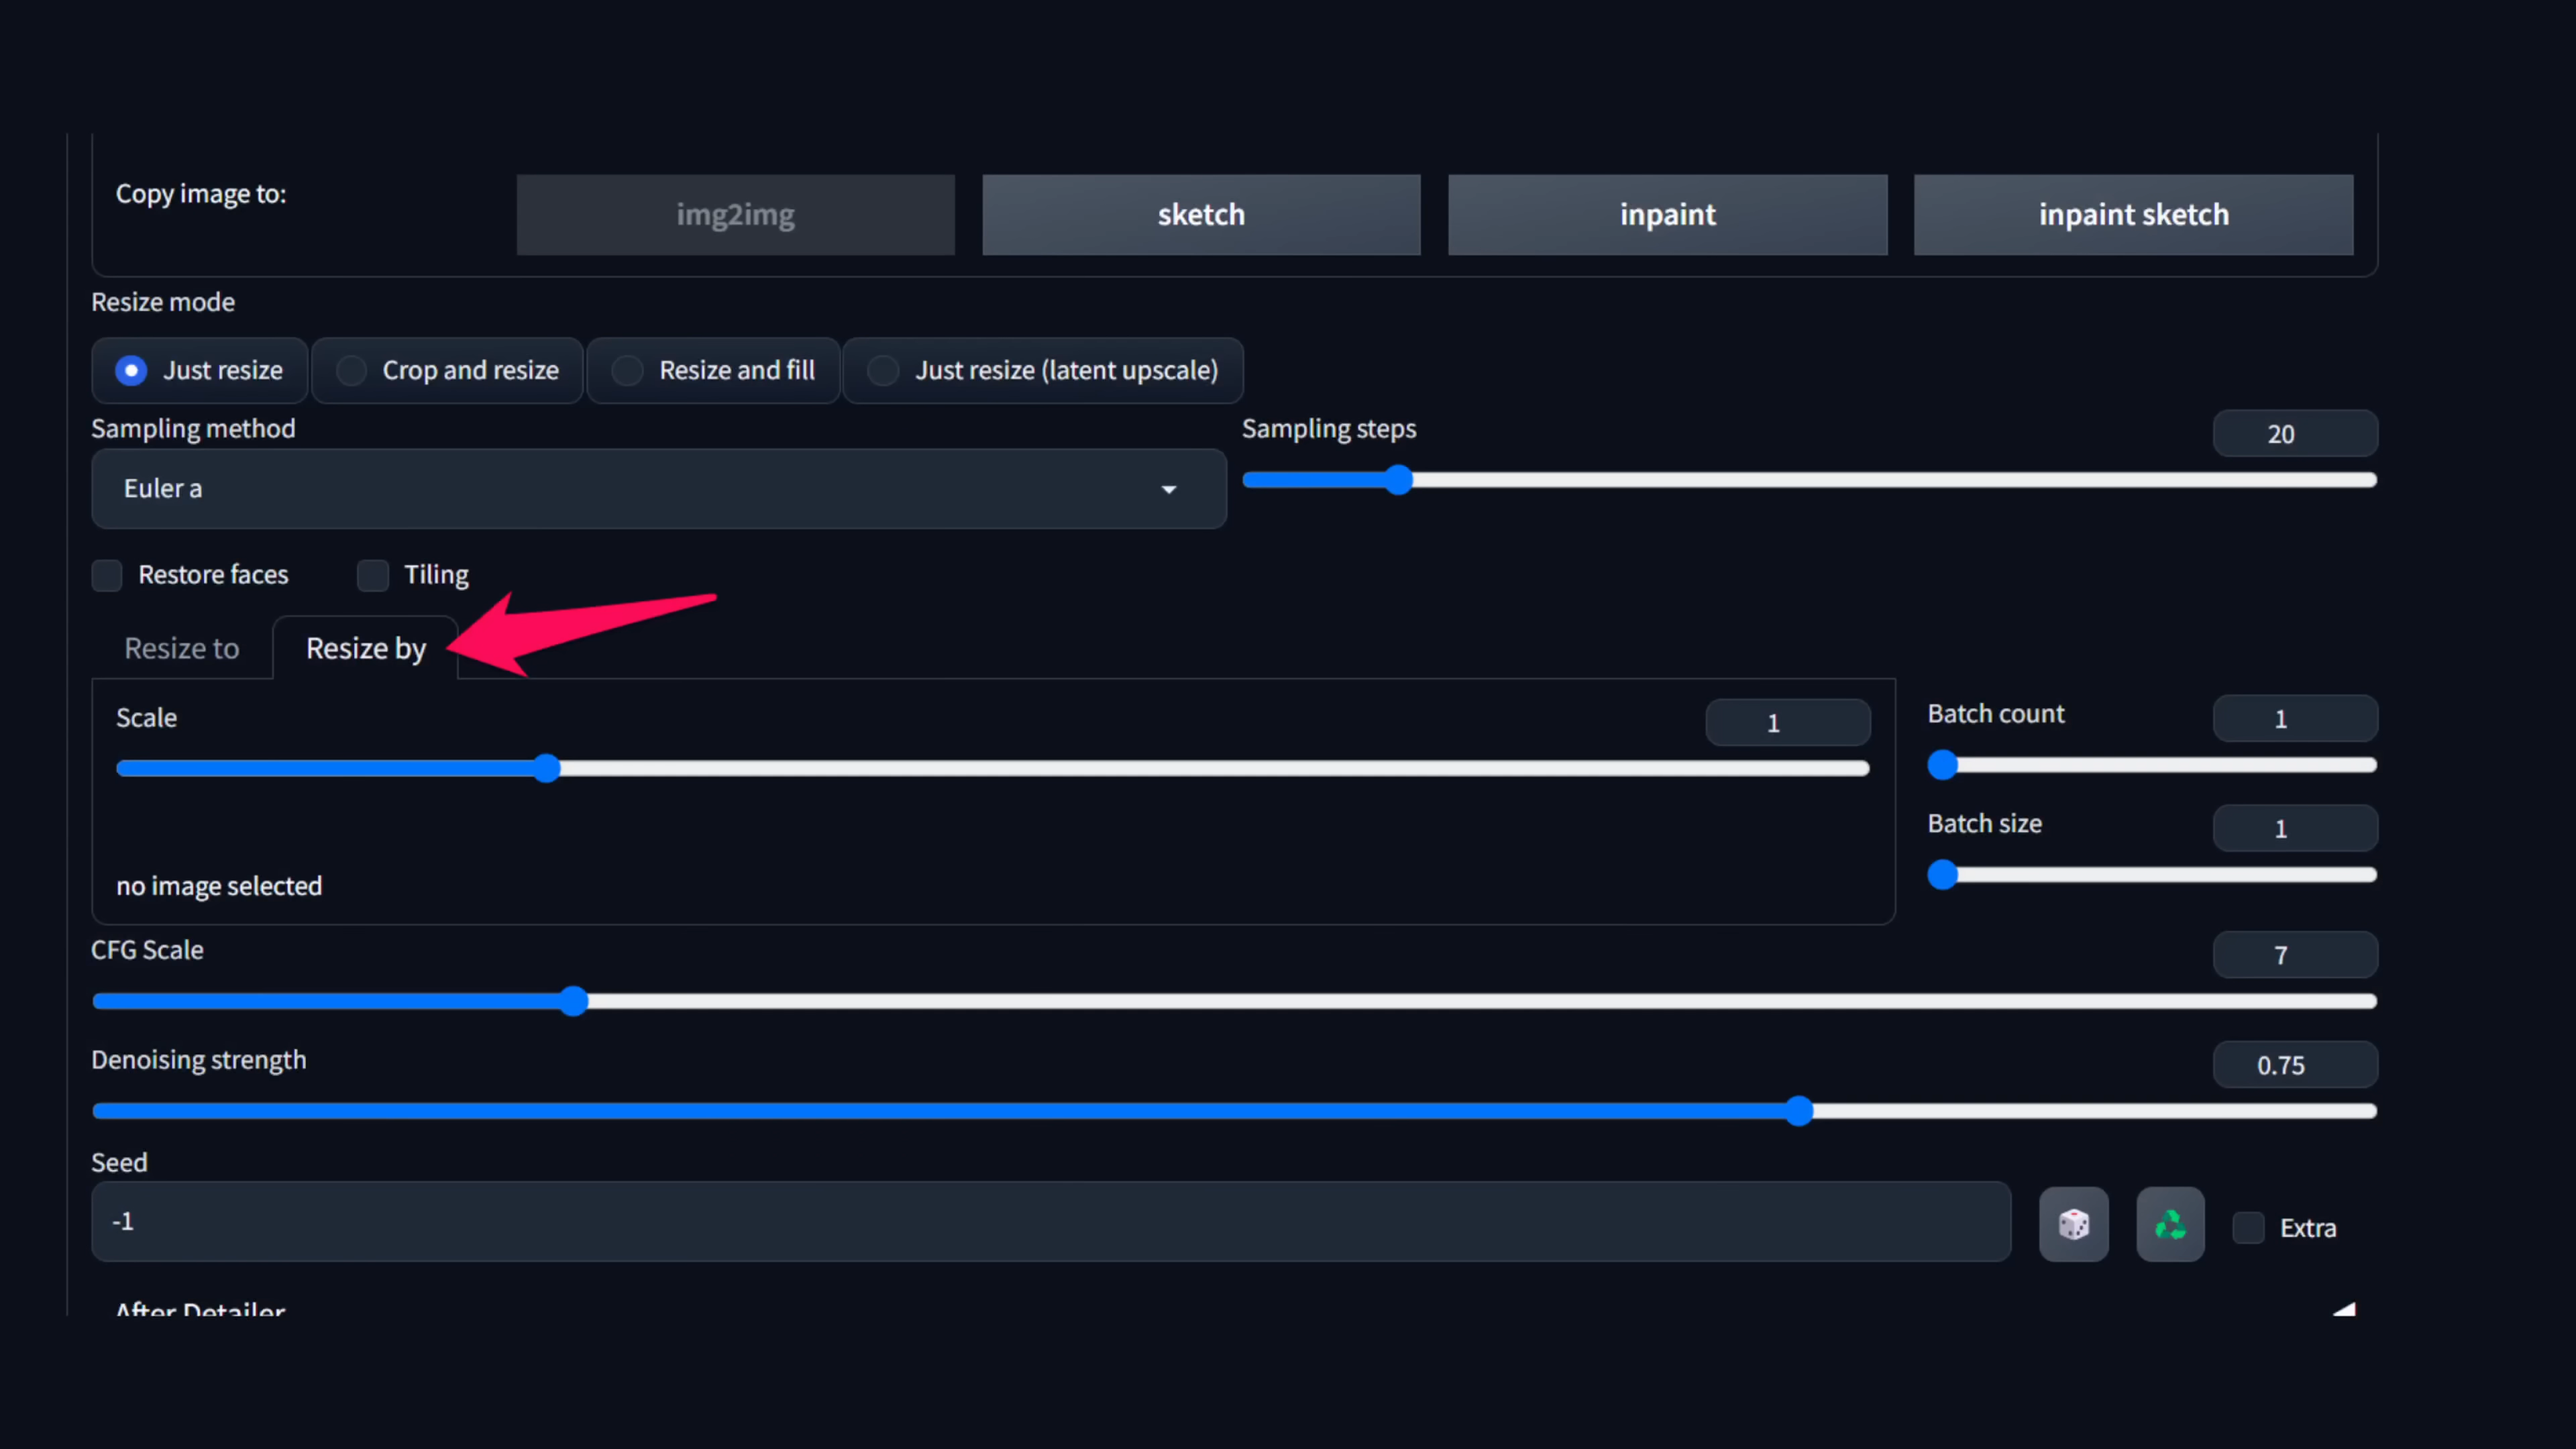 Copy image to:
img2img
sketch
inpaint
inpaint sketch
Resize mode
Just resize
Crop and resize
Resize and fill
Just resize (latent upscale)
Sampling method
Euler a
Sampling steps
20
Restore faces
Tiling
Resize to
Resize by
Scale
1
no image selected
Batch count
1
Batch size
1
CFG Scale
7
Denoising strength
0.75
Seed
-1
Extra
After Detailer